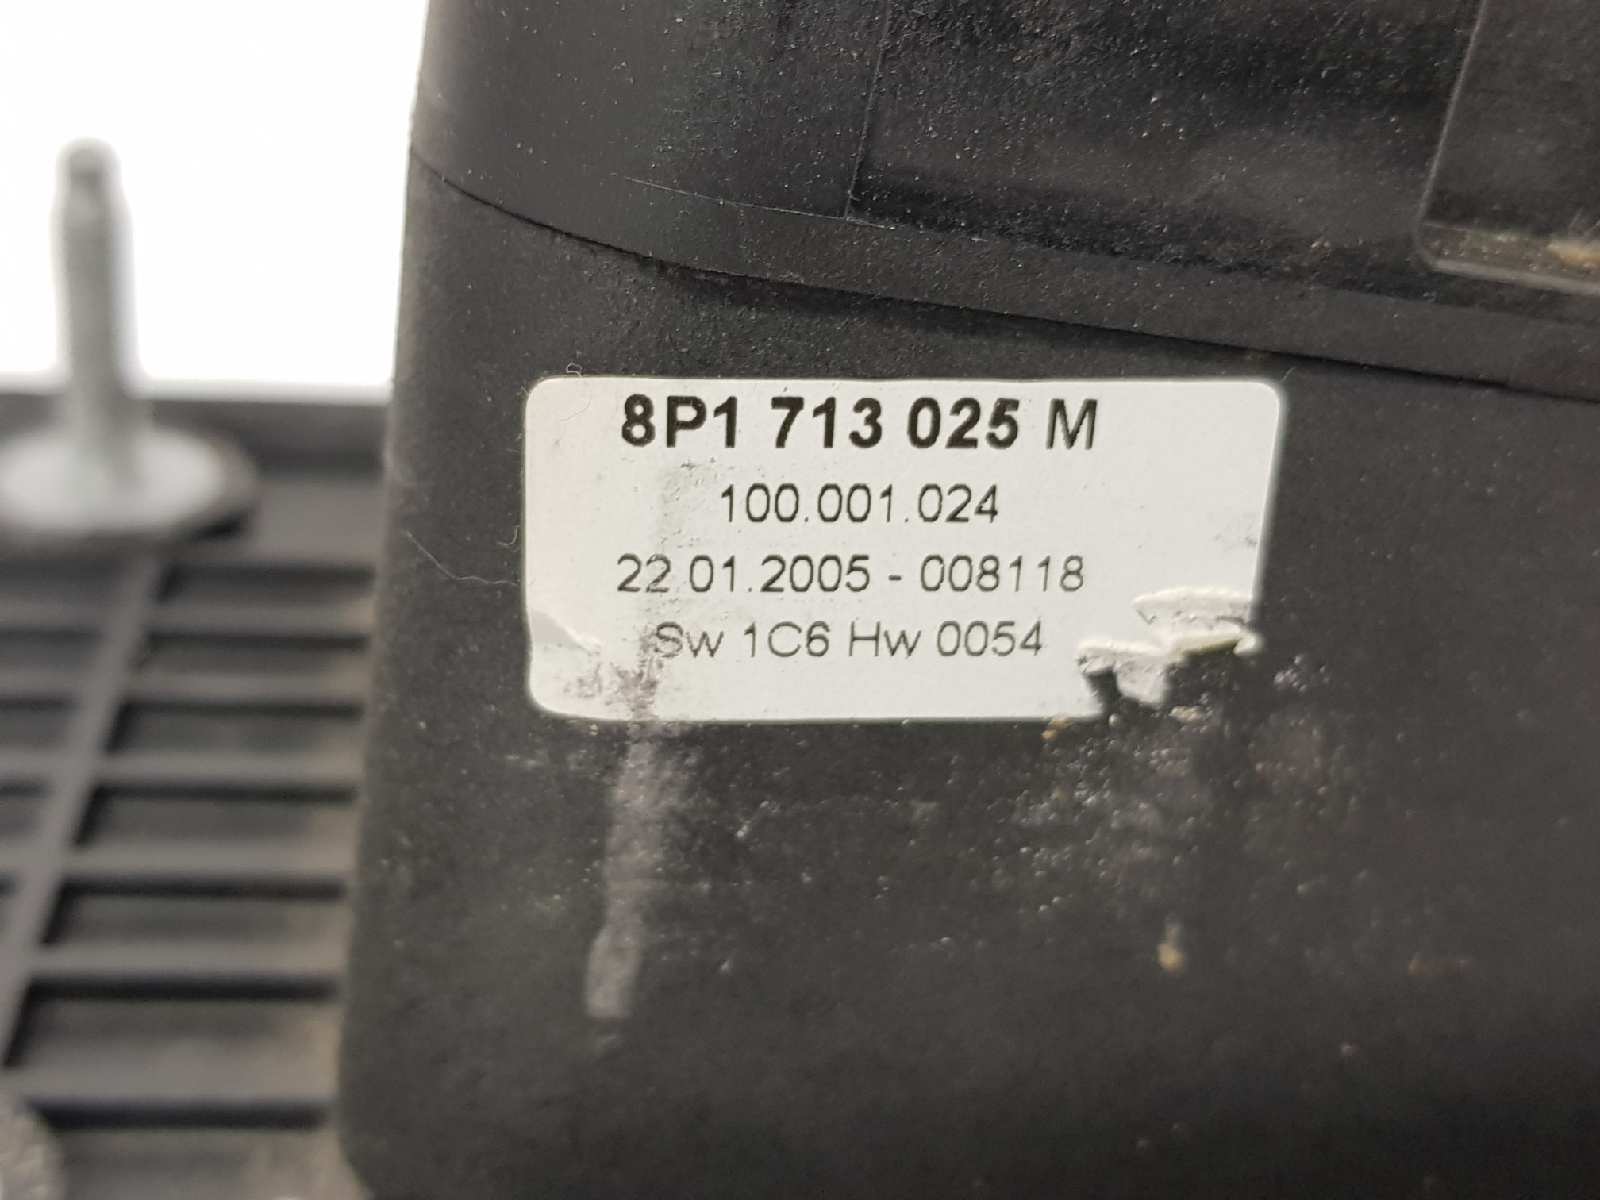 8P1 713 025 M
100.001.024
22.01.2005 - 008118
Sw 1C6 Hw 0054